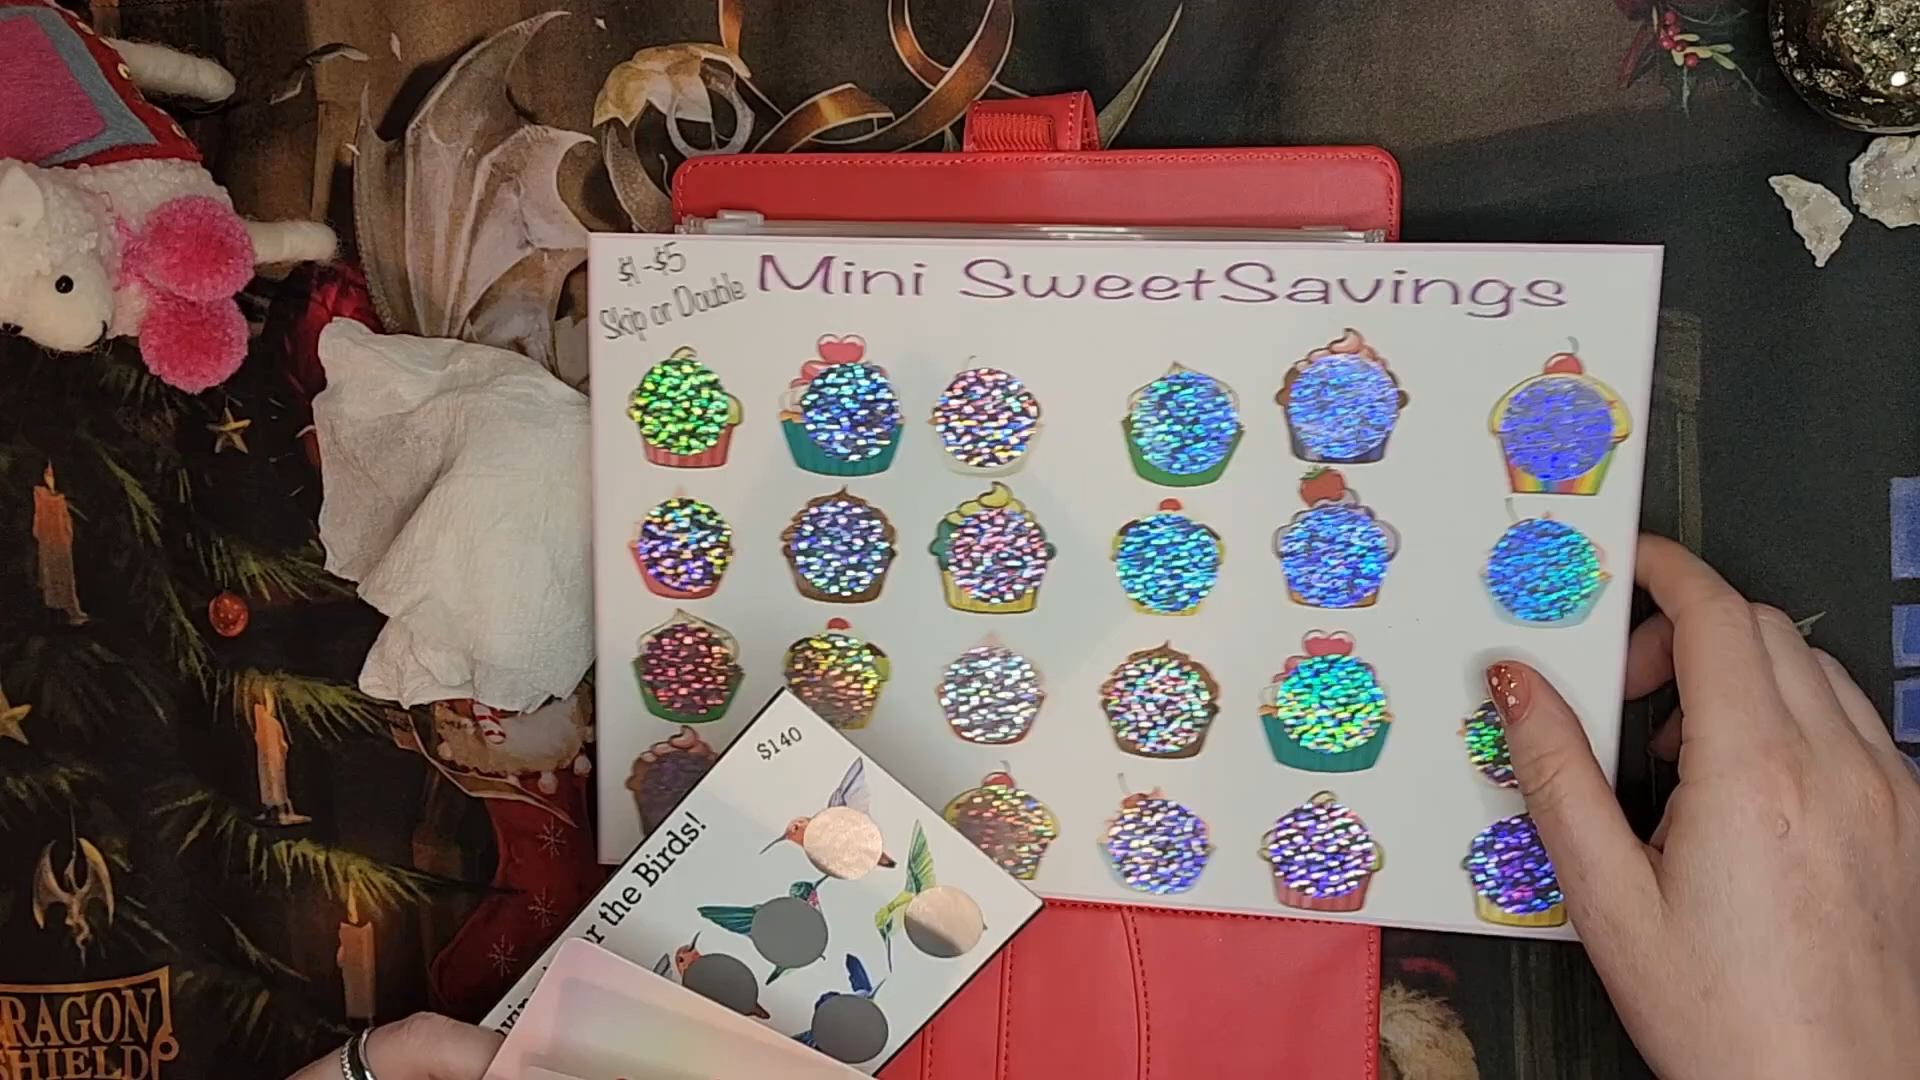 $1-$5
Skip or Double
Mini SweetSavings
$140
the Birds!
RAGON
SHIELD